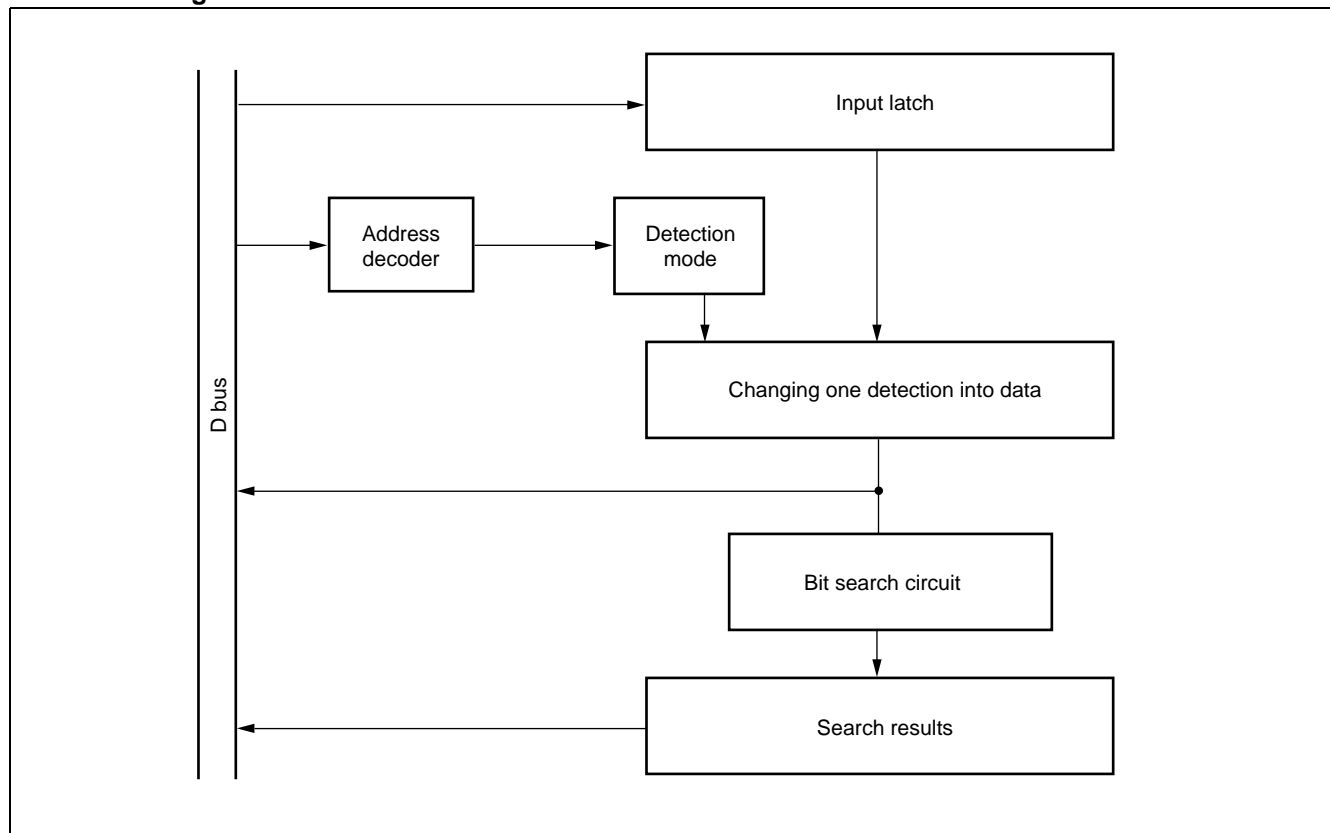 Input latch
Address
decoder
Detection
mode
Changing one detection into data
D bus
Bit search circuit
Search results